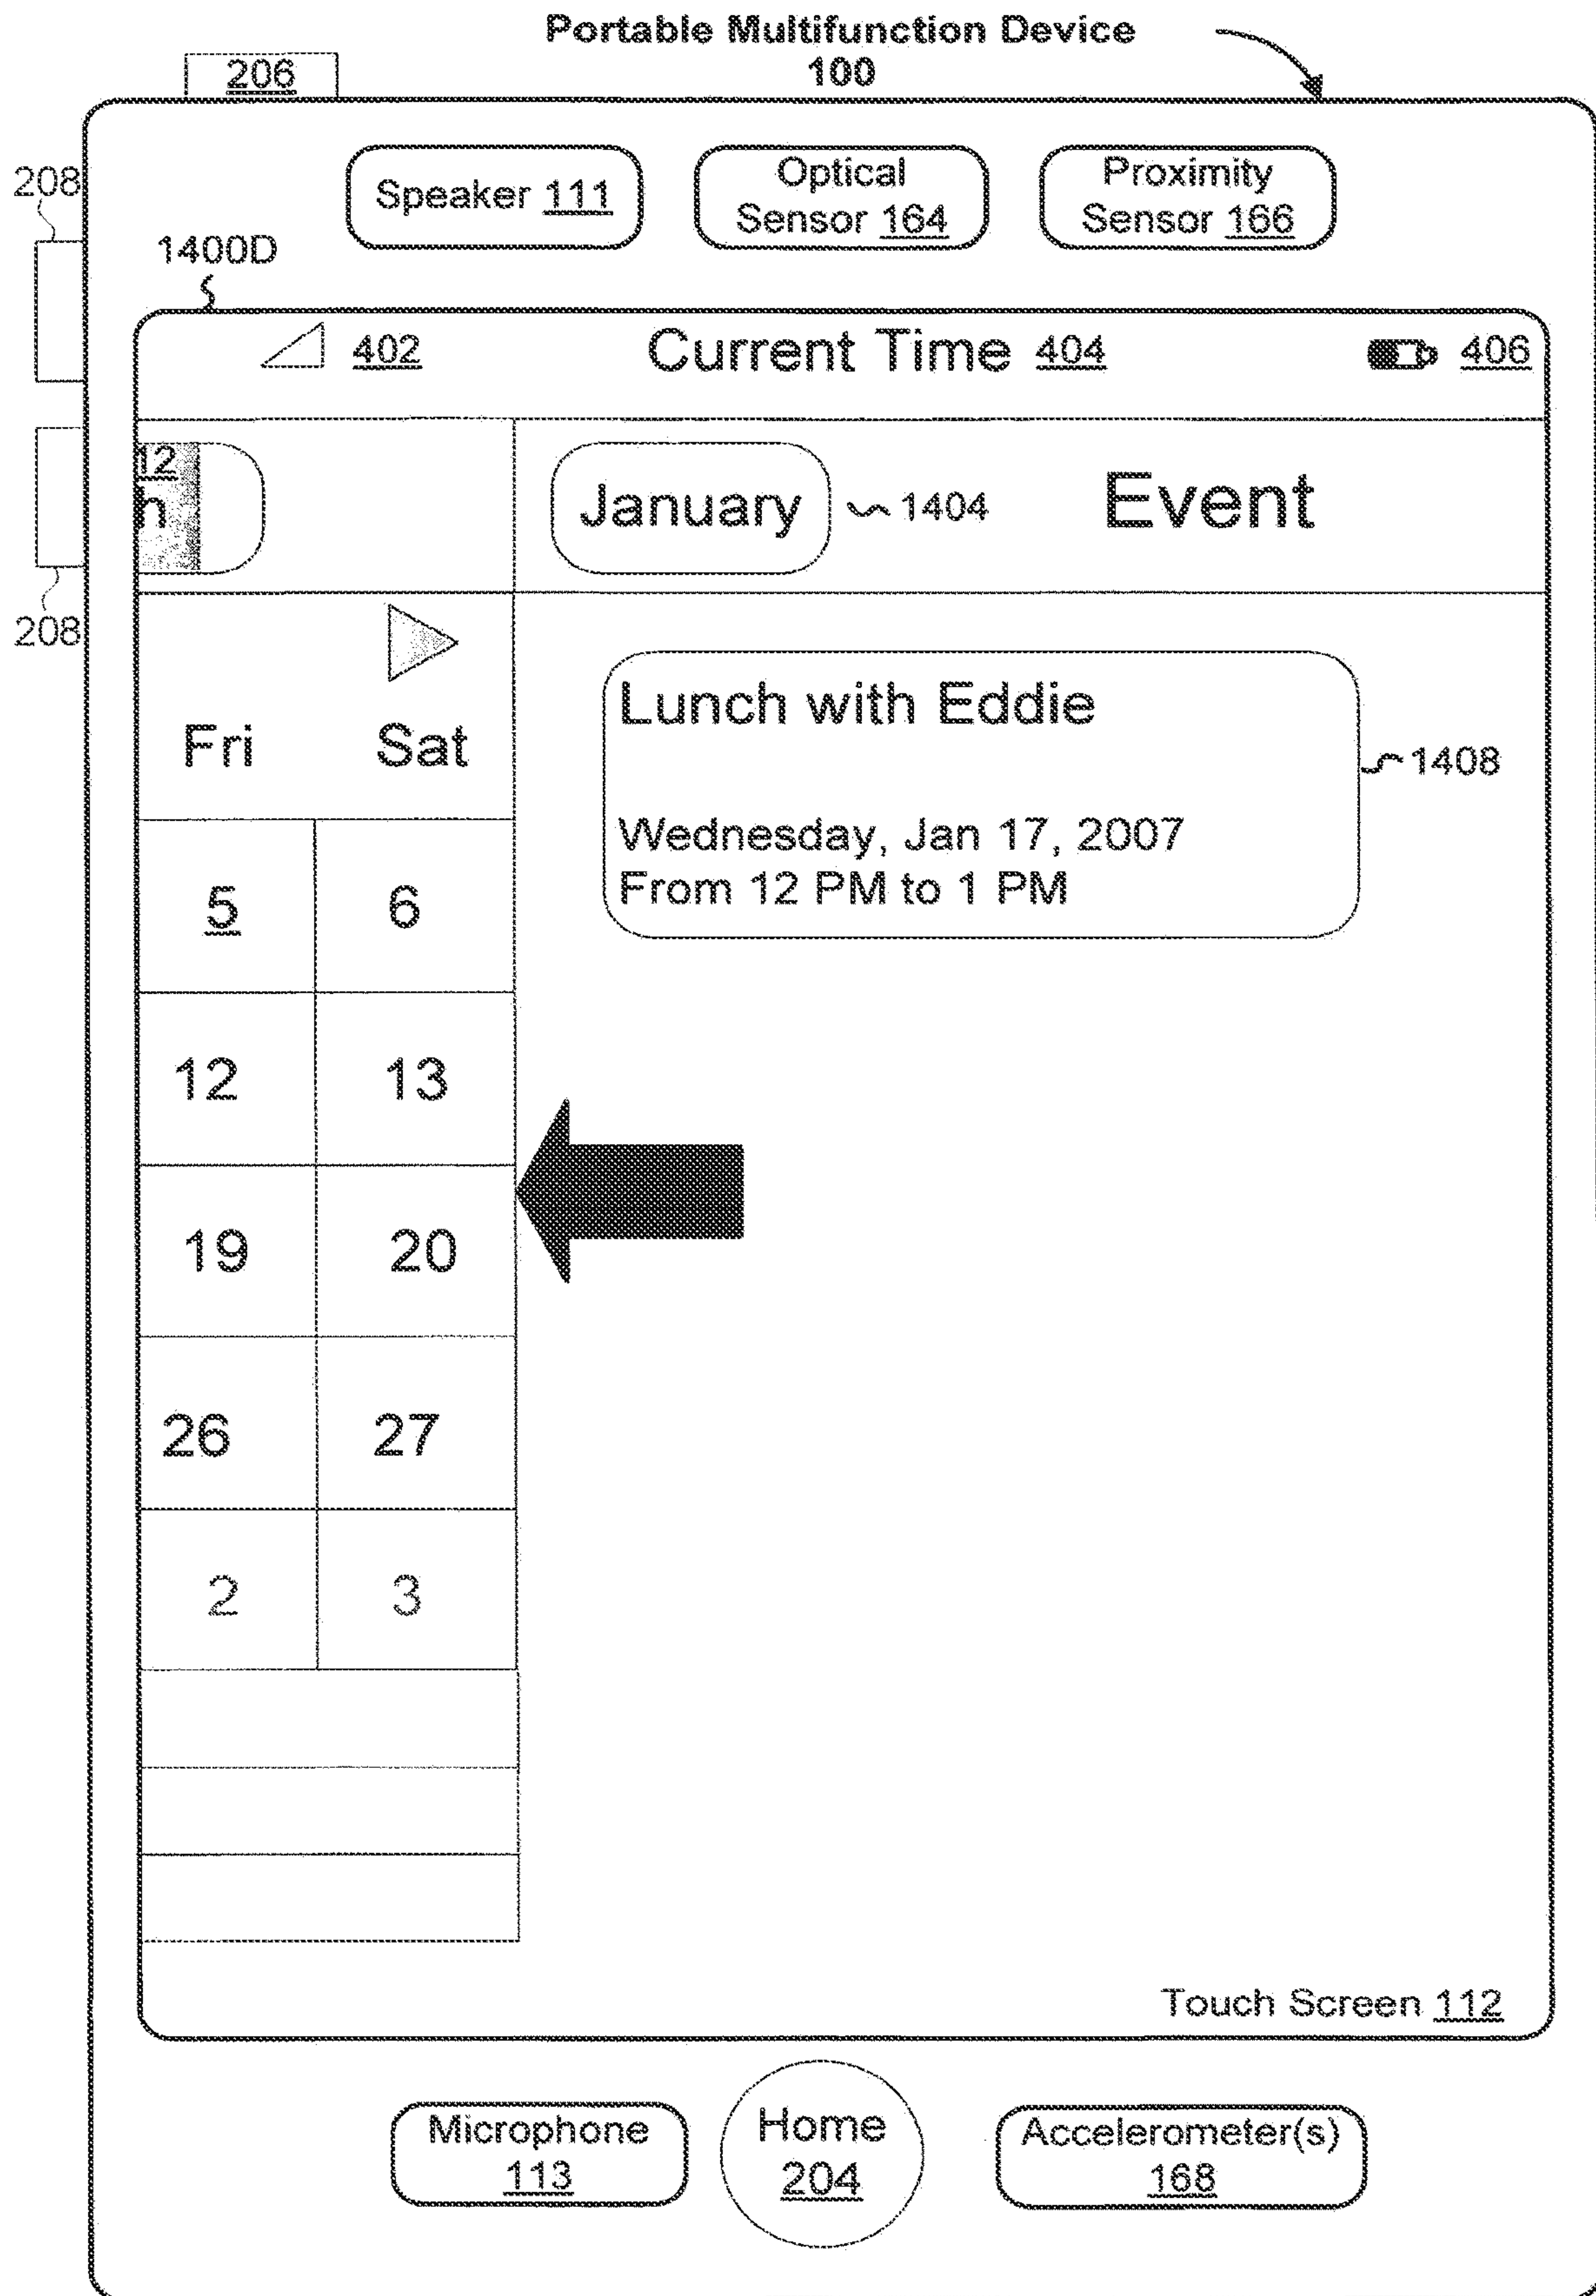 Portable Multifunction Device
100
206
208
Speaker 111
Optical
Sensor 164
Proximity
Sensor 166
1400D
402
Current Time 404
406
12
h
January
1404
Event
208
Fri
Sat
Lunch with Eddie
1408
Wednesday, Jan 17, 2007
From 12 PM to 1 PM
5
6
12
13
19
20
26
27
2
3
Touch Screen 112
Microphone
113
Home
204
Accelerometer(s)
168